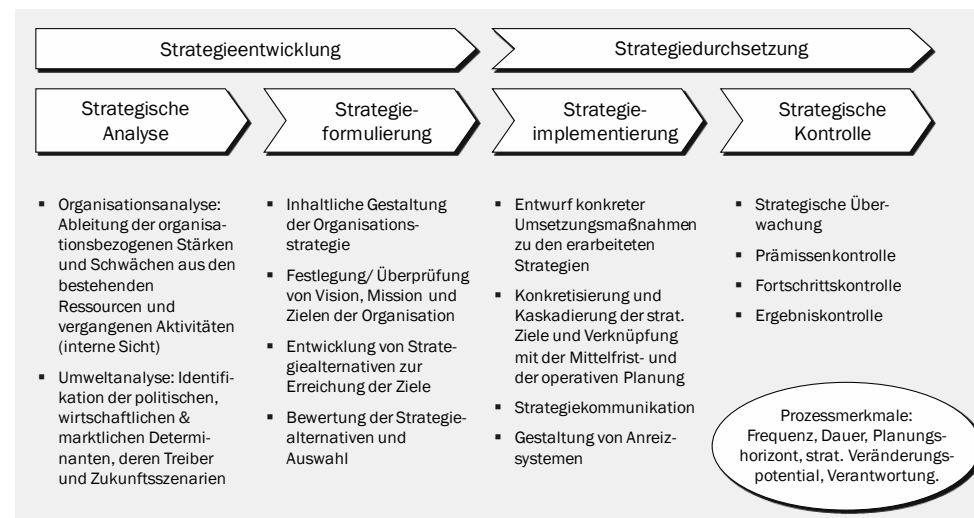 Strategieentwicklung
Strategiedurchsetzung
Strategische
Analyse
Strategie-
formulierung
Strategie-
implementierung
Strategische
Kontrolle
▪ Organisationsanalyse:
Ableitung der organisa-
tionsbezogenen Stärken
und Schwächen aus den
bestehenden
Ressourcen und
vergangenen Aktivitäten
(interne Sicht)
▪ Umweltanalyse: Identifi-
kation der politischen,
wirtschaftlichen &
marktlichen Determi-
nanten, deren Treiber
und Zukunftsszenarien
▪ Inhaltliche Gestaltung
der Organisations-
strategie
▪ Festlegung/ Überprüfung
von Vision, Mission und
Zielen der Organisation
▪ Entwicklung von Strate-
giealternativen zur
Erreichung der Ziele
▪ Bewertung der Strategie-
alternativen und
Auswahl
▪ Entwurf konkreter
Umsetzungsmaßnahmen
zu den erarbeiteten
Strategien
▪ Konkretisierung und
Kaskadierung der strat.
Ziele und Verknüpfung
mit der Mittelfrist- und
der operativen Planung
▪ Strategiekommunikation
▪ Gestaltung von Anreiz-
systemen
▪ Strategische Über-
wachung
▪ Prämissenkontrolle
▪ Fortschrittskontrolle
▪ Ergebniskontrolle
Prozessmerkmale:
Frequenz, Dauer, Planungs-
horizont, strat. Veränderungs-
potential, Verantwortung.